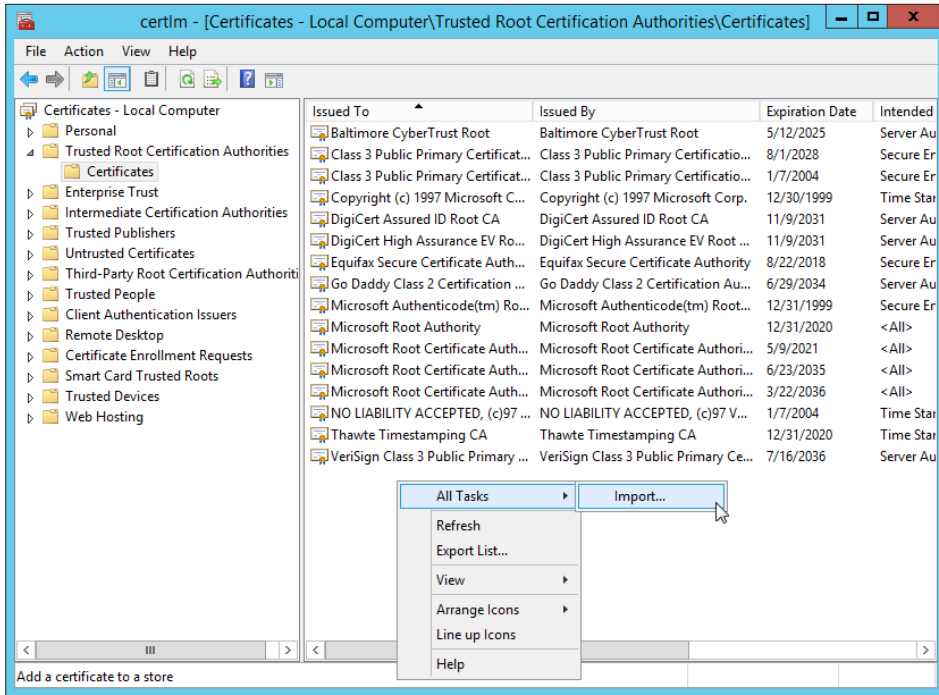 certlm - [Certificates - Local Computer\Trusted Root Certification Authorities\Certificates]
File Action View Help
Certificates - Local Computer
Personal
Trusted Root Certification Authorities
Certificates
Enterprise Trust
Intermediate Certification Authorities
Trusted Publishers
Untrusted Certificates
Third-Party Root Certification Authoriti
Trusted People
Client Authentication Issuers
Remote Desktop
Certificate Enrollment Requests
Smart Card Trusted Roots
Trusted Devices
Web Hosting
Issued To Issued By Expiration Date Intended
Baltimore CyberTrust Root Baltimore CyberTrust Root 5/12/2025 Server Au
Class 3 Public Primary Certificat... Class 3 Public Primary Certificatio... 8/1/2028 Secure Er
Class 3 Public Primary Certificat... Class 3 Public Primary Certificatio... 1/7/2004 Secure Er
Copyright (c) 1997 Microsoft C... Copyright (c) 1997 Microsoft Corp. 12/30/1999 Time Star
DigiCert Assured ID Root CA DigiCert Assured ID Root CA 11/9/2031 Server Au
DigiCert High Assurance EV Ro... DigiCert High Assurance EV Root ... 11/9/2031 Server Au
Equifax Secure Certificate Auth... Equifax Secure Certificate Authority 8/22/2018 Secure Er
Go Daddy Class 2 Certification ... Go Daddy Class 2 Certification Au... 6/29/2034 Server Au
Microsoft Authenticode(tm) Ro... Microsoft Authenticode(tm) Root... 12/31/1999 Secure Er
Microsoft Root Authority Microsoft Root Authority 12/31/2020 <All>
Microsoft Root Certificate Auth... Microsoft Root Certificate Authori... 5/9/2021 <All>
Microsoft Root Certificate Auth... Microsoft Root Certificate Authori... 6/23/2035 <All>
Microsoft Root Certificate Auth... Microsoft Root Certificate Authori... 3/22/2036 <All>
NO LIABILITY ACCEPTED, (c)97 ... NO LIABILITY ACCEPTED, (c)97 V... 1/7/2004 Time Star
Thawte Timestamping CA Thawte Timestamping CA 12/31/2020 Time Star
VeriSign Class 3 Public Primary ... VeriSign Class 3 Public Primary Ce... 7/16/2036 Server Au
All Tasks
Import...
Refresh
Export List...
View
Arrange Icons
Line up Icons
Help
Add a certificate to a store